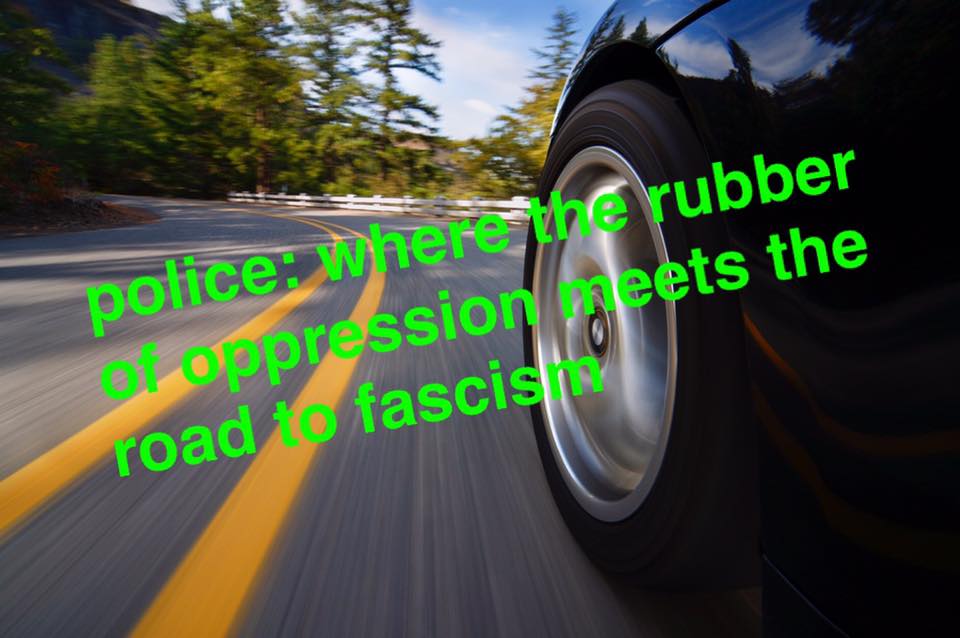 police: where the rubber
of oppression meets the
road to fascism